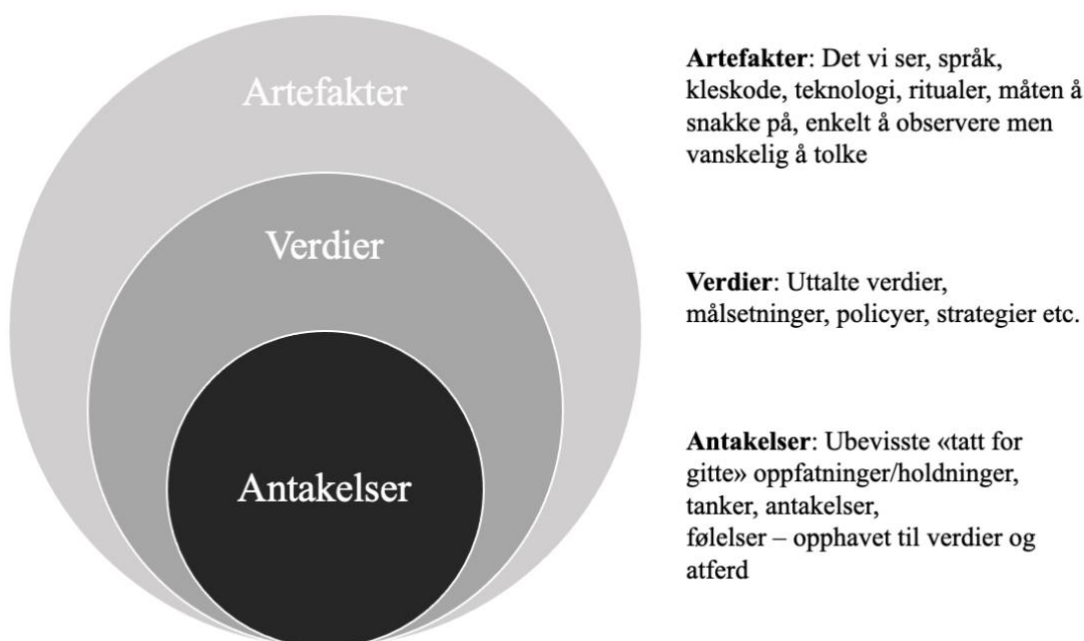 Artefakter
Verdier
Antakelser
Artefakter: Det vi ser, språk,
kleskode, teknologi, ritualer, måten å
snakke på, enkelt å observere men
vanskelig å tolke
Verdier: Uttalte verdier,
målsetninger, policyer, strategier etc.
Antakelser: Ubevisste «tatt for
gitte» oppfatninger/holdninger,
tanker, antakelser,
følelser – opphavet til verdier og
atferd